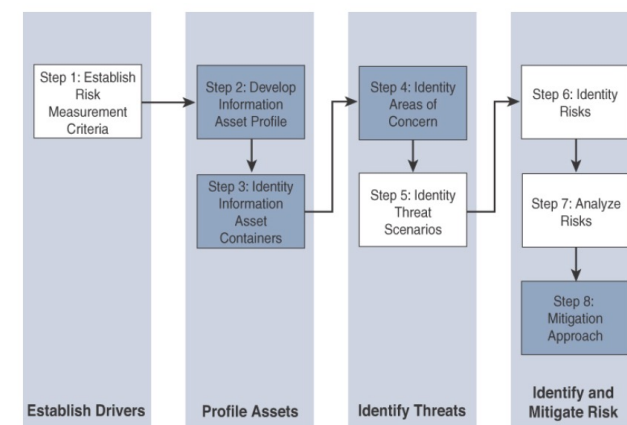 Step 1: Establish
Risk
Measurement
Criteria
Step 2: Develop
Information
Asset Profile
Step 3: Identity
Information
Asset
Containers
Step 4: Identity
Areas of
Concern
Step 5: Identity
Threat
Scenarios
Step 6: Identity
Risks
Step 7: Analyze
Risks
Step 8:
Mitigation
Approach
Establish Drivers
Profile Assets
Identify Threats
Identify and
Mitigate Risk